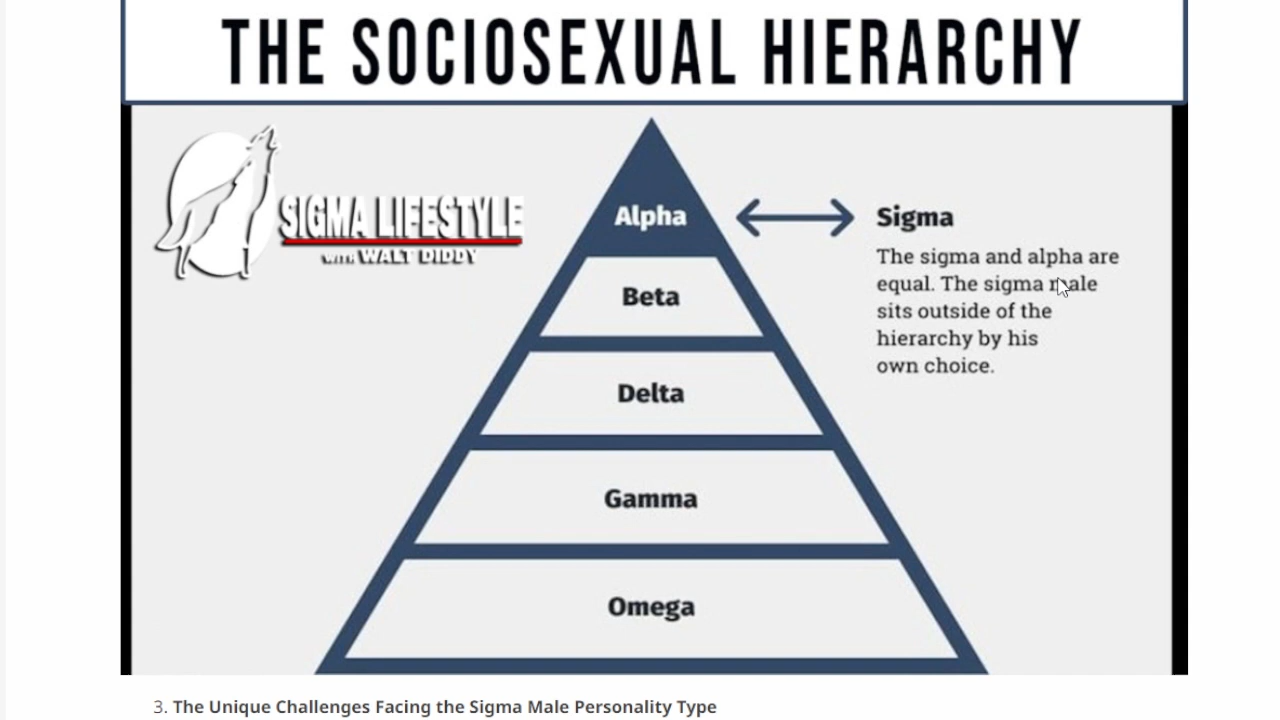 THE SOCIOSEXUAL HIERARCHY
SIGMA LIFESTYLE
WITH WALT DIDDY
Alpha
Sigma
The sigma and alpha are
equal. The sigma male
sits outside of the
hierarchy by his
own choice.
Beta
Delta
Gamma
Omega
3. The Unique Challenges Facing the Sigma Male Personality Type